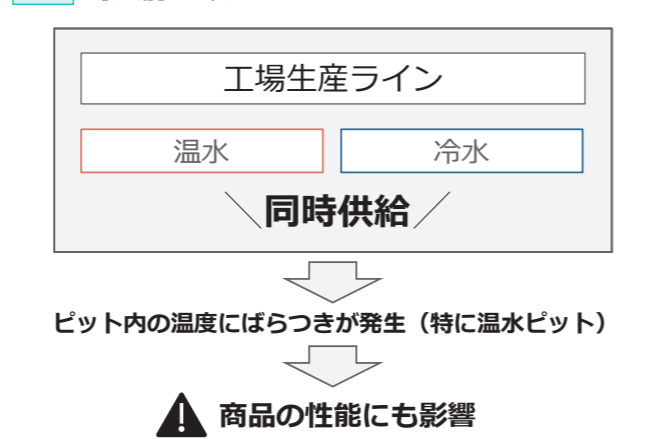 工場生産ライン
温水
冷水
同時供給
ピット内の温度にばらつきが発生（特に温水ピット）
商品の性能にも影響